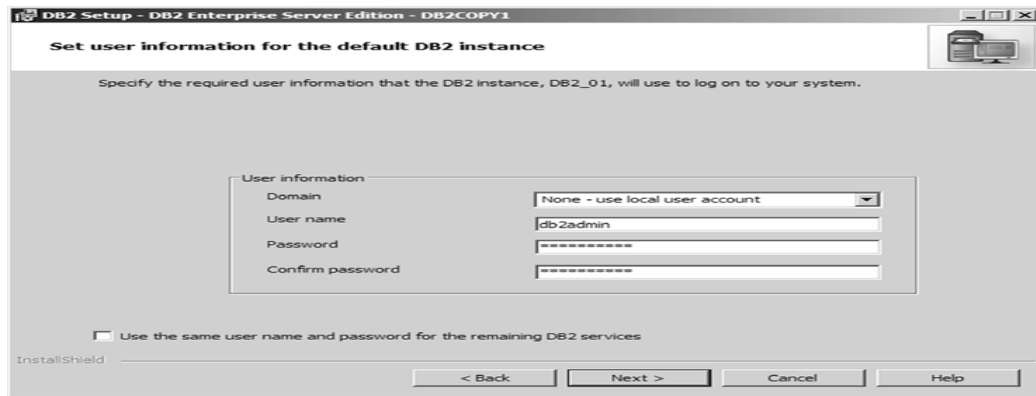 DB2 Setup - DB2 Enterprise Server Edition - DB2COPY1
Set user information for the default DB2 instance
Specify the required user information that the DB2 instance, DB2_01, will use to log on to your system.
User information
Domain None - use local user account
User name db2admin
Password **********
Confirm password **********
Use the same user name and password for the remaining DB2 services
InstallShield
< Back Next > Cancel Help